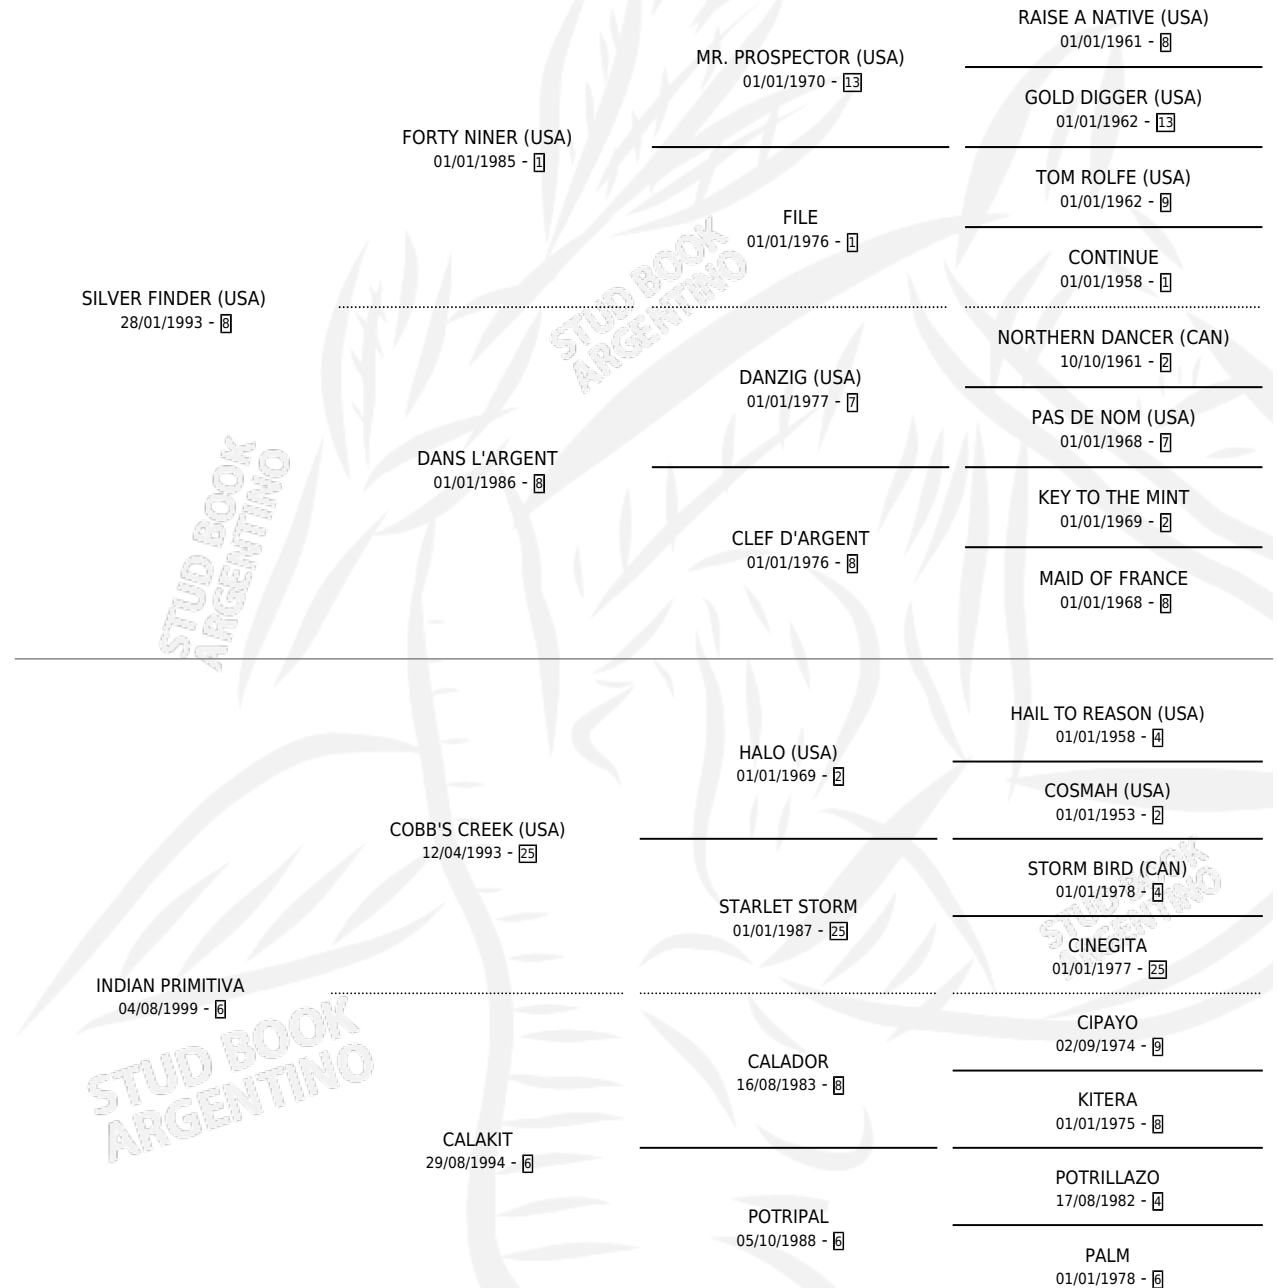 RAISE A NATIVE (USA)
01/01/1961 - 8
MR. PROSPECTOR (USA)
01/01/1970 - 13
GOLD DIGGER (USA)
01/01/1962 - 13
FORTY NINER (USA)
01/01/1985 - 1
TOM ROLFE (USA)
01/01/1962 - 9
FILE
01/01/1976 - 1
CONTINUE
01/01/1958 - 1
SILVER FINDER (USA)
28/01/1993 - 8
NORTHERN DANCER (CAN)
10/10/1961 - 2
DANZIG (USA)
01/01/1977 - 7
PAS DE NOM (USA)
01/01/1968 - 7
DANS L'ARGENT
01/01/1986 - 8
KEY TO THE MINT
01/01/1969 - 2
CLEF D'ARGENT
01/01/1976 - 8
MAID OF FRANCE
01/01/1968 - 8
HAIL TO REASON (USA)
01/01/1958 - 4
HALO (USA)
01/01/1969 - 2
COSMAH (USA)
01/01/1953 - 2
COBB'S CREEK (USA)
12/04/1993 - 25
STORM BIRD (CAN)
01/01/1978 - 4
STARLET STORM
01/01/1987 - 25
CINEGITA
01/01/1977 - 25
INDIAN PRIMITIVA
04/08/1999 - 6
CIPAYO
02/09/1974 - 9
CALADOR
16/08/1983 - 8
KITERA
01/01/1975 - 8
CALAKIT
29/08/1994 - 6
POTRILLAZO
17/08/1982 - 4
POTRIPAL
05/10/1988 - 6
PALM
01/01/1978 - 6
STUD BOOK
ARGENTINO
STUD BOOK
ARGENTINO
STUD BOOK
ARGENTINO
STUD BOOK
ARGENTINO